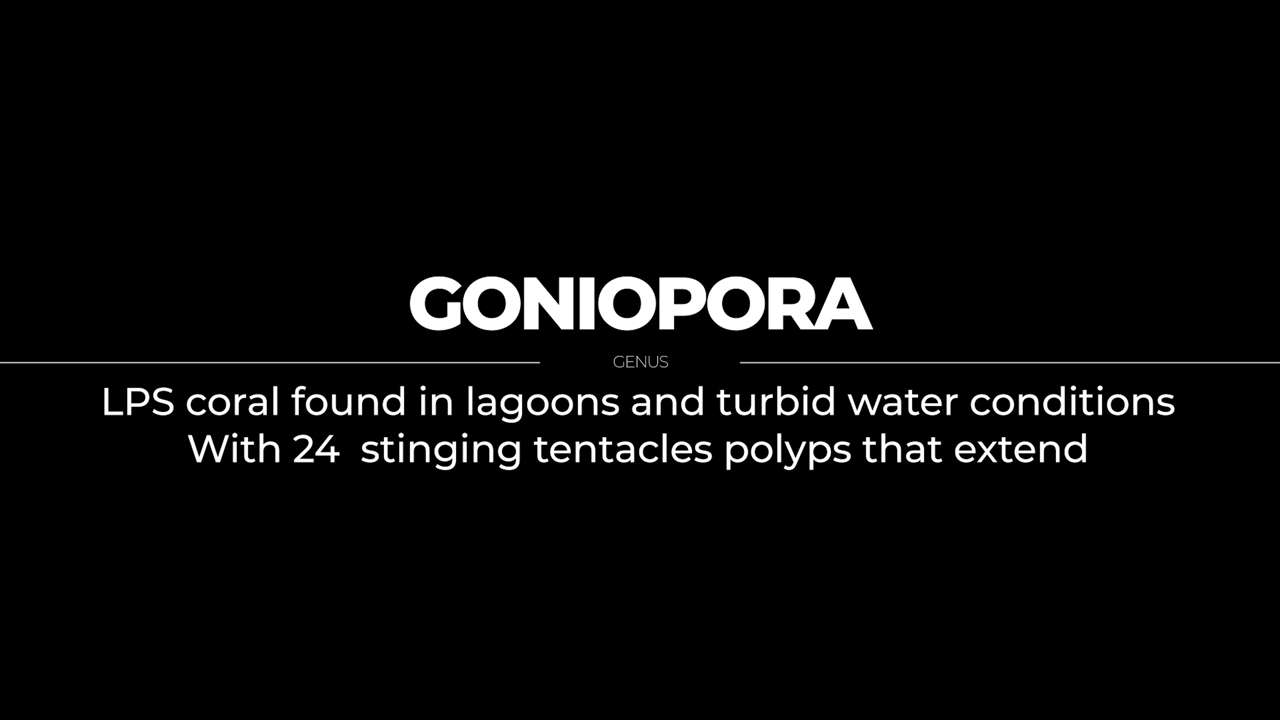 GONIOPORA
GENUS
LPS coral found in lagoons and turbid water conditions
With 24  stinging tentacles polyps that extend